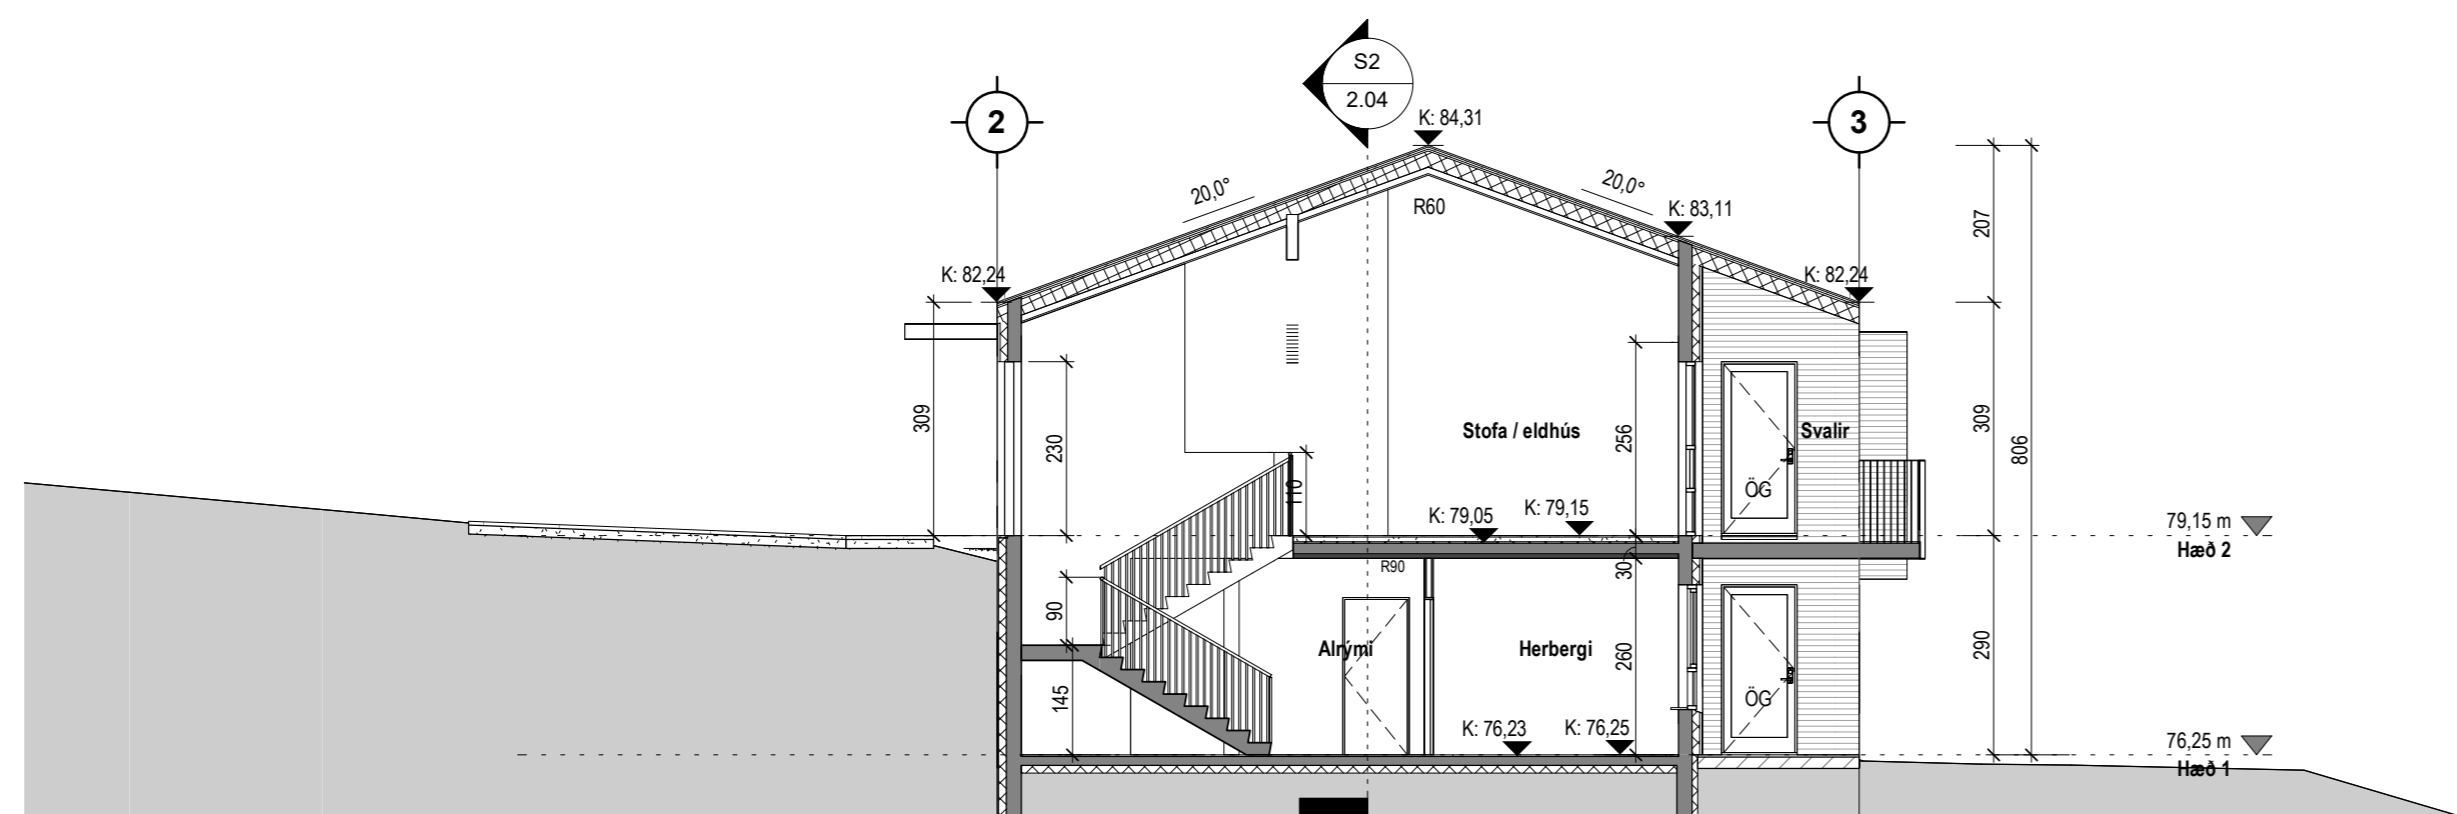 S2
2.04
2
3
K: 84,31
20,0°
20,0°
R60
K: 83,11
K: 82,24
K: 82,24
207
309
230
256
309
806
Stofa / eldhús
Svalir
110
ÖG
K: 79,05
K: 79,15
79,15 m
Hæð 2
R90
30
90
Alrými
Herbergi
260
290
145
ÖG
K: 76,23
K: 76,25
76,25 m
Hæð 1